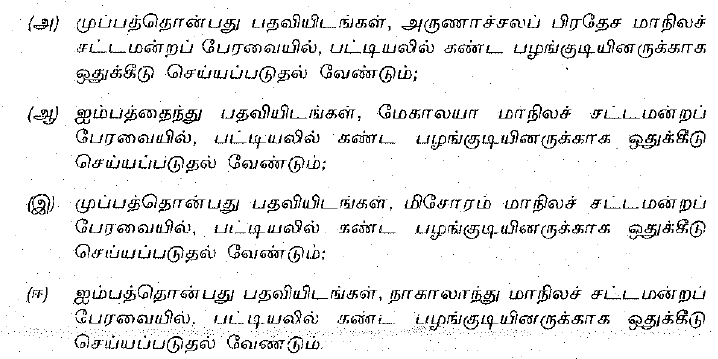 (அ) முப்பத்தொன்பது பதவியிடங்கள், அருணாச்சலப் பிரதேச மாநிலச்
சட்டமன்றப் பேரவையில், பட்டியலில் கண்ட பழங்குடியினருக்காக
ஒதுக்கீடு செய்யப்படுதல் வேண்டும்;
(ஆ) ஐம்பத்தைந்து பதவியிடங்கள், மேகாலயா மாநிலச் சட்டமன்றப்
பேரவையில், பட்டியலில் கண்ட பழங்குடியினருக்காக ஒதுக்கீடு
செய்யப்படுதல் வேண்டும்;
(இ) முப்பத்தொன்பது பதவியிடங்கள், மிசோரம் மாநிலச் சட்டமன்றப்
பேரவையில், பட்டியலில் கண்ட பழங்குடியினருக்காக ஒதுக்கீடு
செய்யப்படுதல் வேண்டும்;
(ஈ) ஐம்பத்தொன்பது பதவியிடங்கள், நாகாலாந்து மாநிலச் சட்டமன்றப்
பேரவையில், பட்டியலில் கண்ட பழங்குடியினருக்காக ஒதுக்கீடு
செய்யப்படுதல் வேண்டும்.